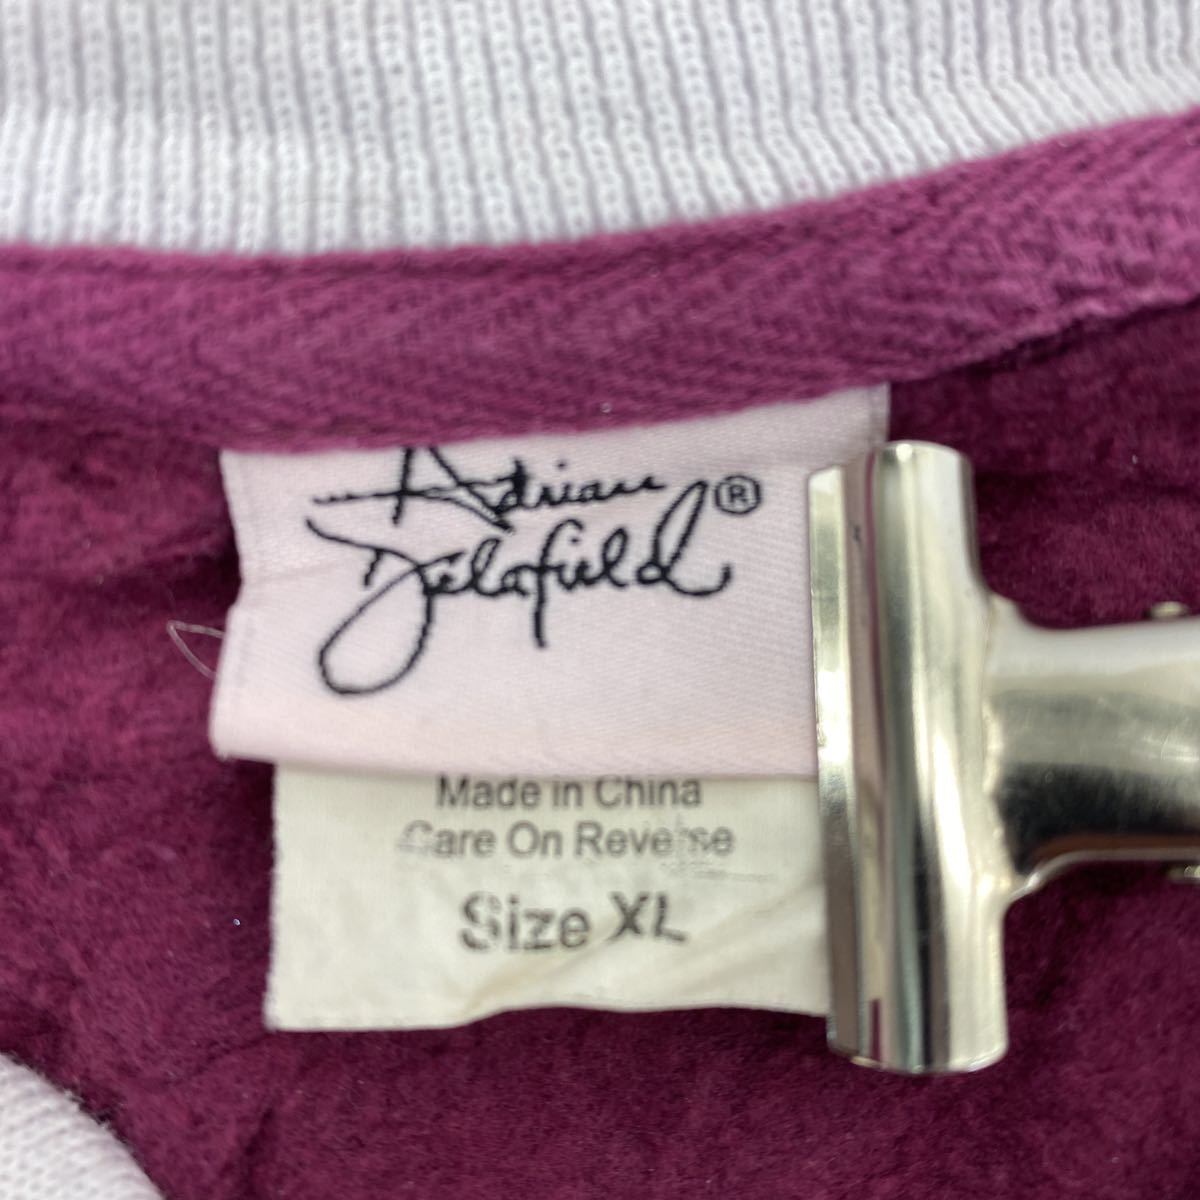 Adrian
Delafield®
Made in China
Care On Reverse
Size XL